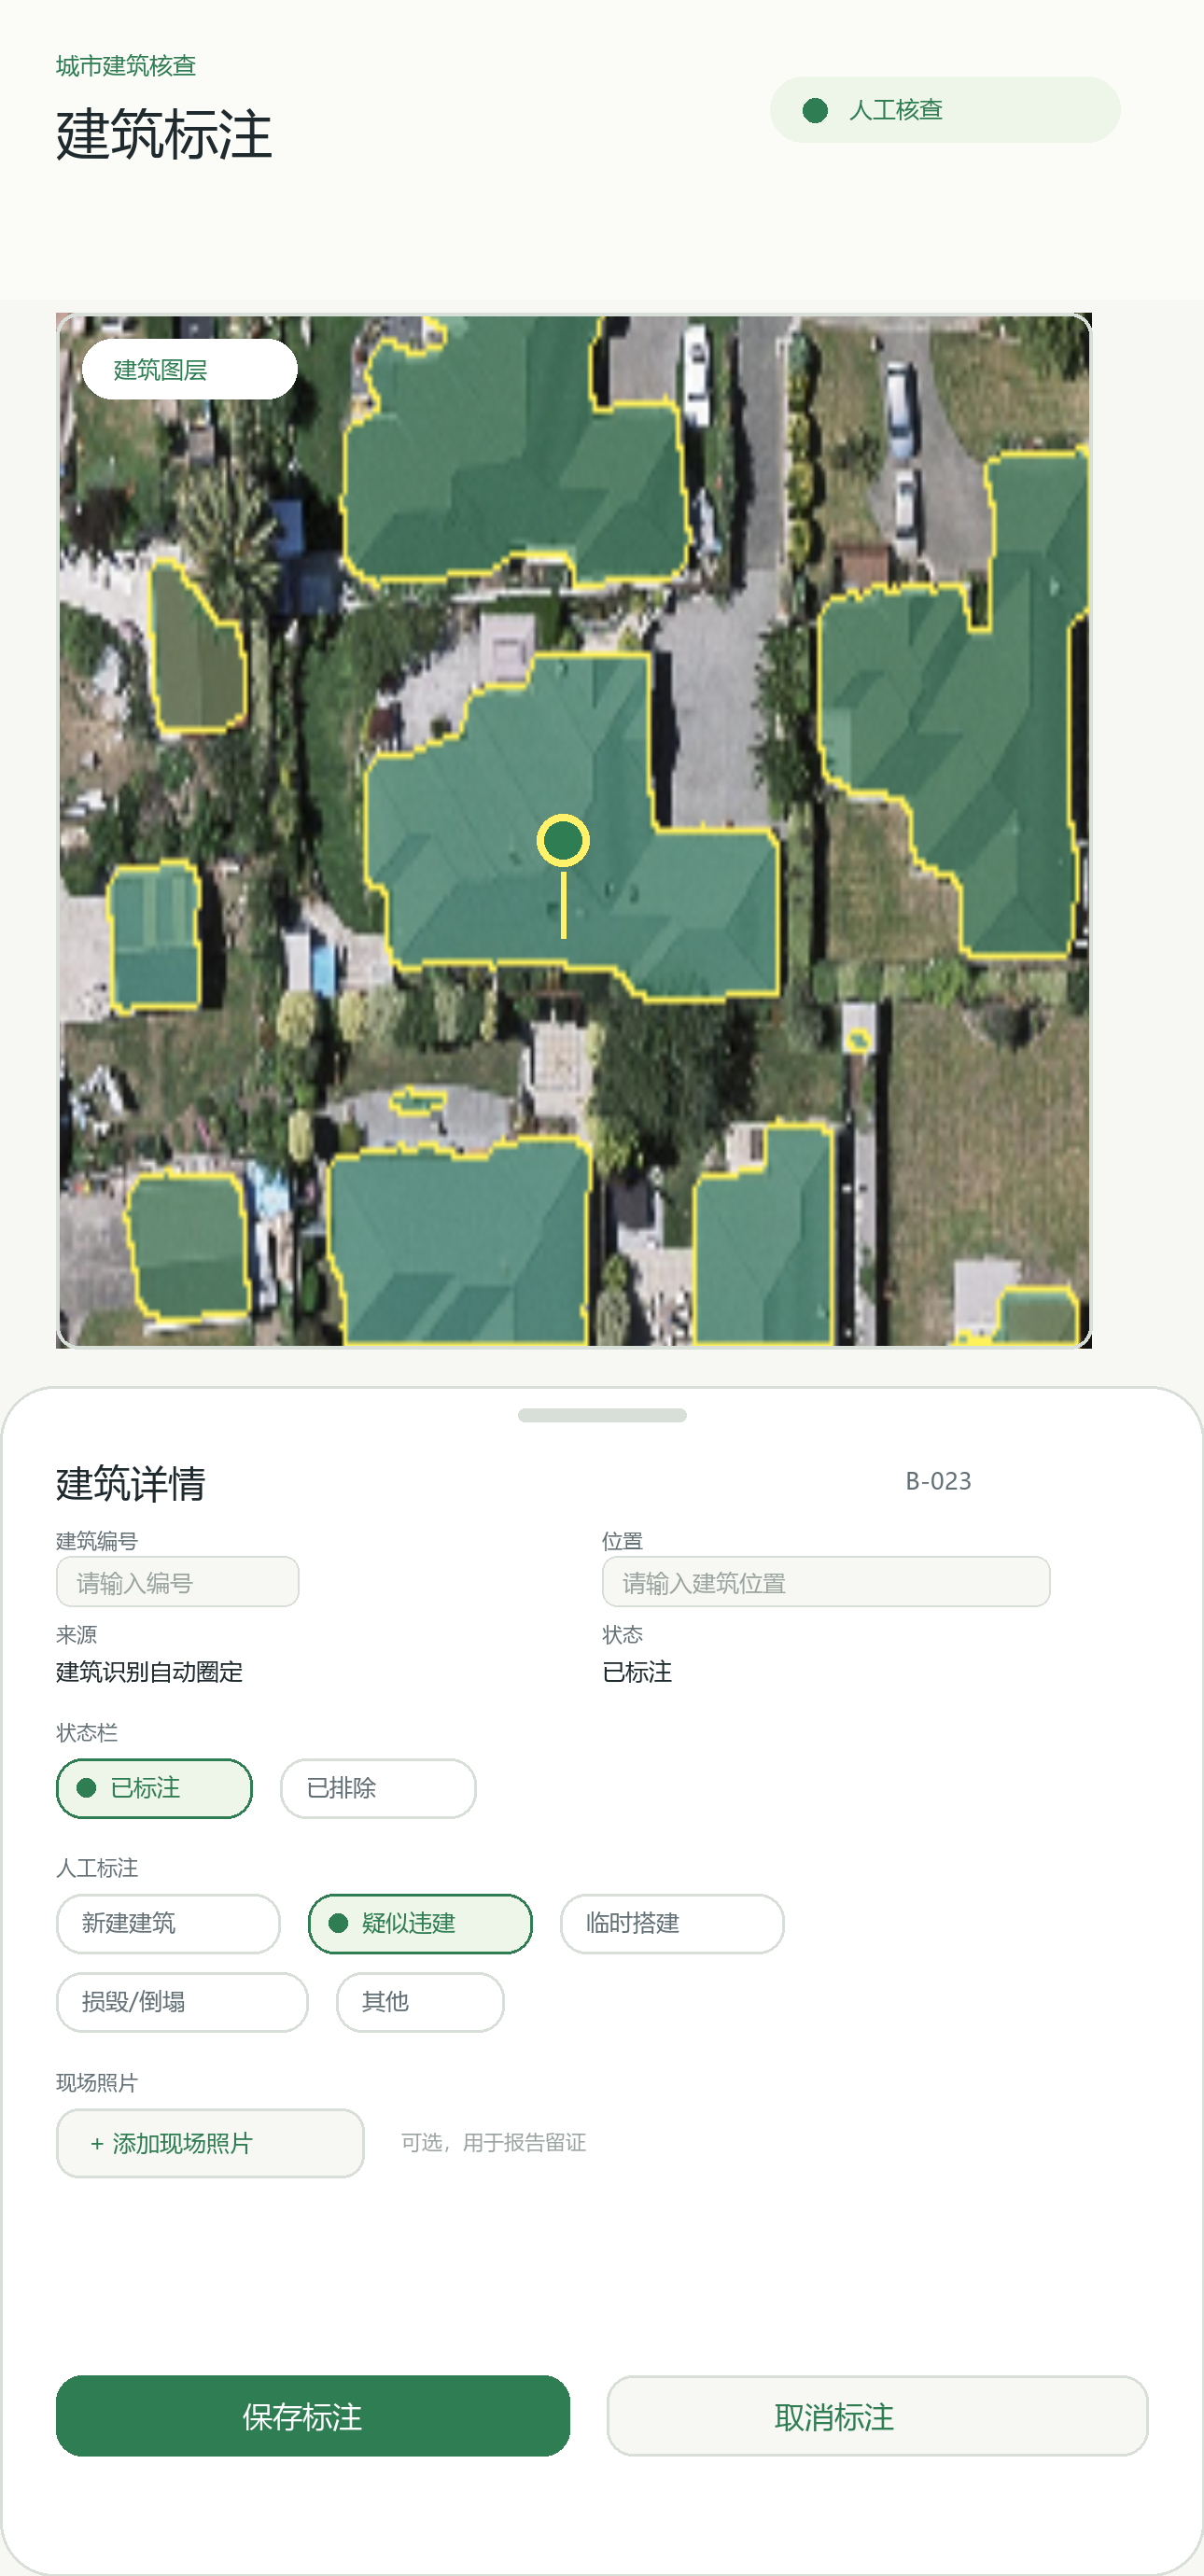 城市建筑核查
建筑标注
人工核查
建筑图层
建筑详情
B-023
建筑编号
位置
请输入编号
请输入建筑位置
来源
状态
建筑识别自动圈定
已标注
状态栏
已标注
已排除
人工标注
新建建筑
疑似违建
临时搭建
损毁/倒塌
其他
现场照片
+ 添加现场照片
可选，用于报告留证
保存标注
取消标注